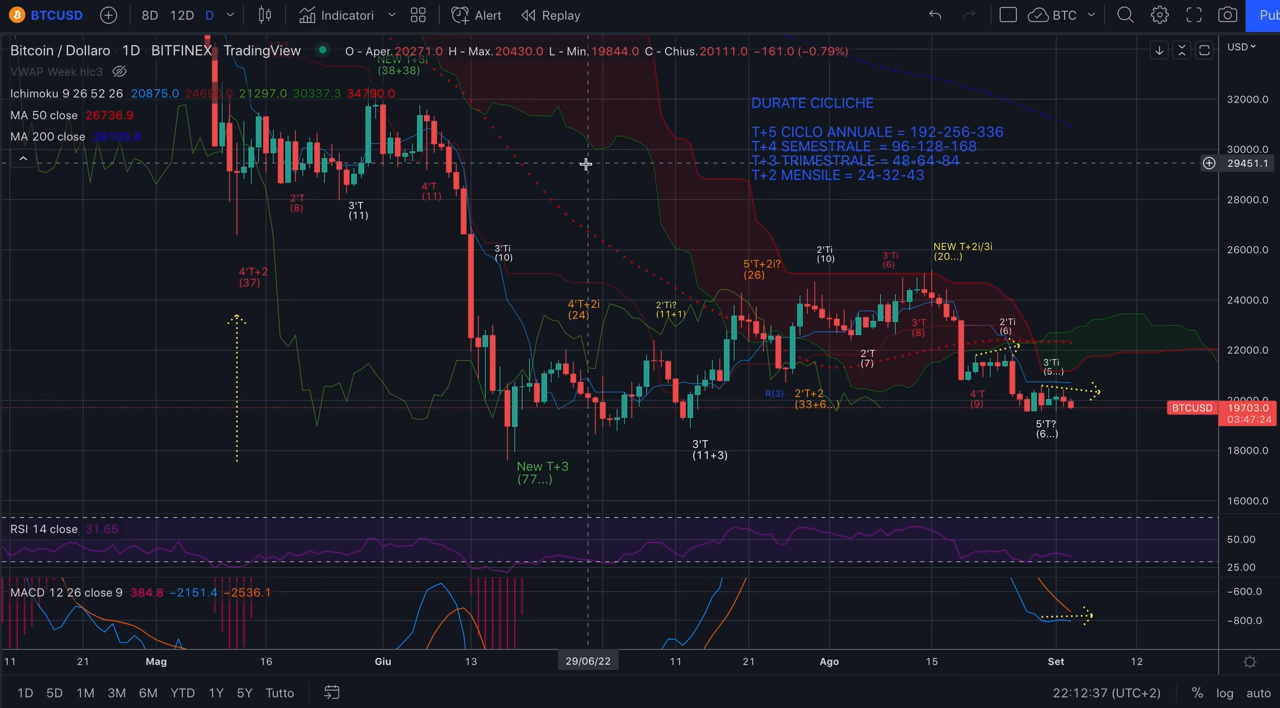 BTCUSD
8D 12D D
Indicatori
Alert
Replay
BTC
Pub
Bitcoin / Dollaro 1D BITFINEX TradingView
O - Aper. 20271.0 H - Max. 20430.0 L - Min. 19844.0 C - Chius. 20111.0 −161.0 (−0.79%)
USD
VWAP Week hlc3
Ichimoku 9 26 52 26 20875.0 21297.0 30337.3 34790.0
MA 50 close 26736.9
MA 200 close
NEW T+5i
(38+38)
DURATE CICLICHE
T+5 CICLO ANNUALE = 192-256-336
T+4 SEMESTRALE = 96-128-168
T+3 TRIMESTRALE = 48-64-84
T+2 MENSILE = 24-32-43
32000.0
30000.0
29451.1
28000.0
26000.0
24000.0
22000.0
20000.0
BTCUSD 19703.0
03:47:24
18000.0
16000.0
4'T+2
(37)
2'T
(8)
3'T
(11)
4'T
(11)
3'Ti
(10)
4'T+2i
(24)
2'Ti?
(11+1)
5'T+2i?
(26)
2'Ti
(10)
3'Ti
(6)
NEW T+2i/3i
(20...)
3'T
(8)
2'T
(7)
2'Ti
(6)
3'Ti
(5...)
R(3)
2'T+2
(33+6...)
4'T
(9)
5'T?
(6...)
3'T
(11+3)
New T+3
(77...)
RSI 14 close 31.65
50.00
25.00
MACD 12 26 close 9 384.8 −2151.4 −2536.1
−600.0
−800.0
11 21 Mag 16 Giu 13 29/06/22 11 21 Ago 15 Set 12
1D 5D 1M 3M 6M YTD 1Y 5Y Tutto
22:12:37 (UTC+2) % log auto